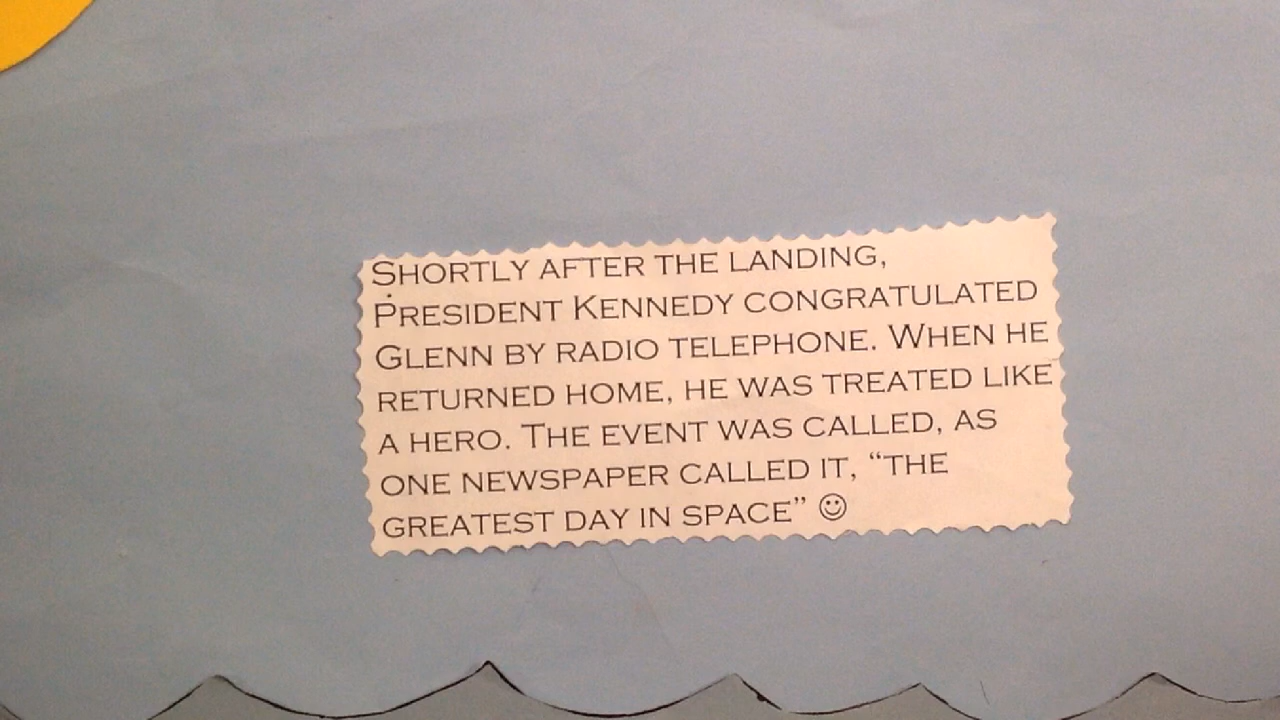 Shortly after the landing,
President Kennedy congratulated
Glenn by radio telephone. When he
returned home, he was treated like
a hero. The event was called, as
one newspaper called it, “the
greatest day in space” ☺